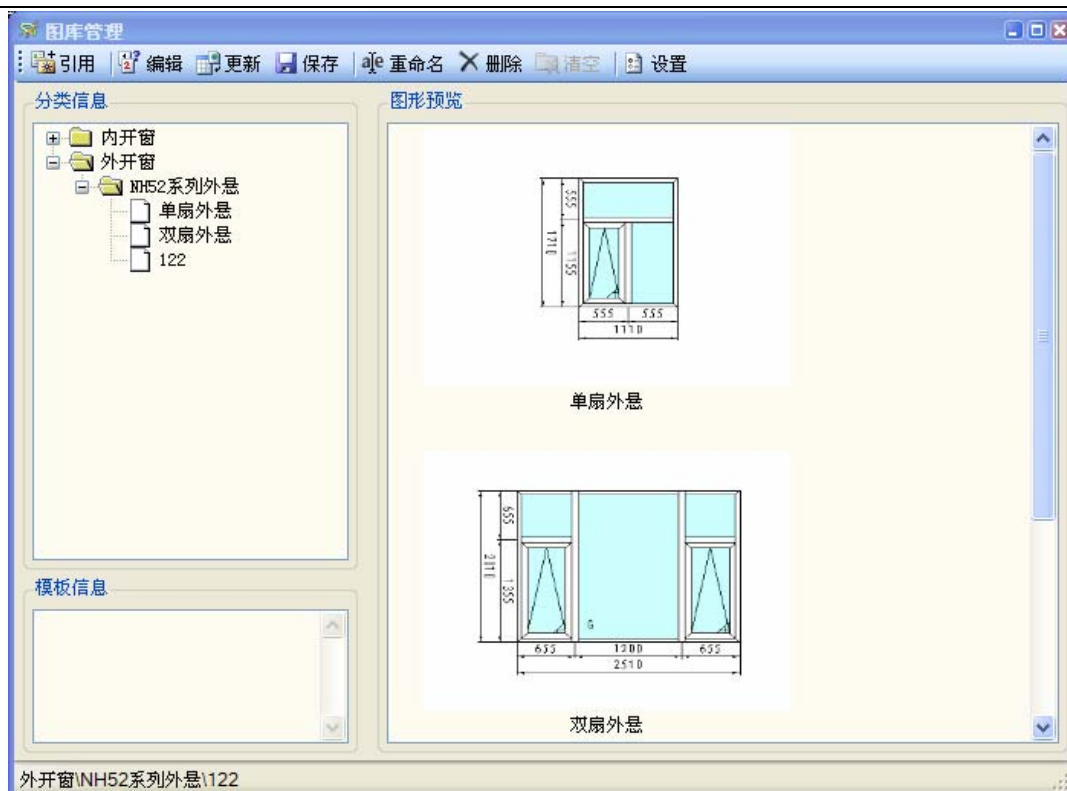 图库管理
引用 编辑 更新 保存 重命名 删除 清空 设置
分类信息
内开窗
外开窗
NH52系列外悬
单扇外悬
双扇外悬
122
模板信息
图形预览
555
1155
1710
555 555
1110
单扇外悬
655
1355
2010
G
655 1200 655
2510
双扇外悬
外开窗\NH52系列外悬\122